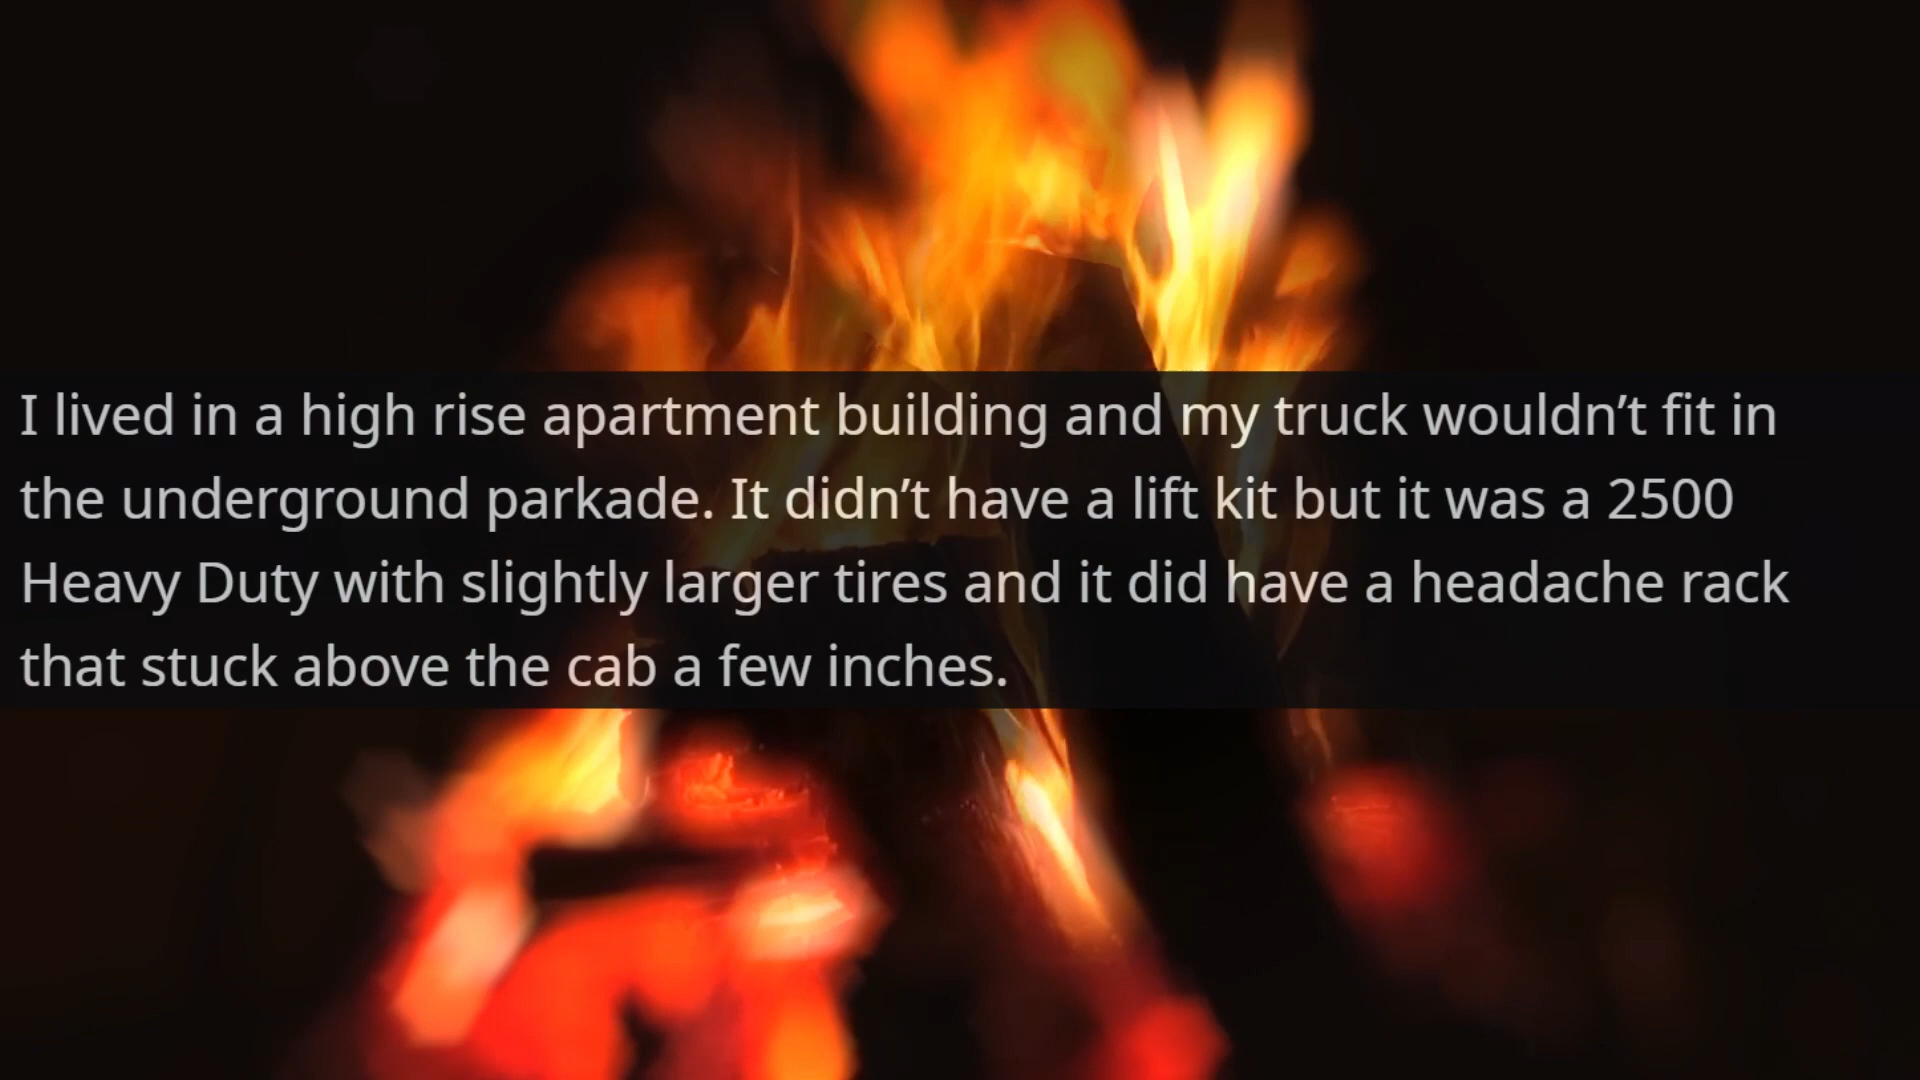 I lived in a high rise apartment building and my truck wouldn’t fit in
the underground parkade. It didn’t have a lift kit but it was a 2500
Heavy Duty with slightly larger tires and it did have a headache rack
that stuck above the cab a few inches.